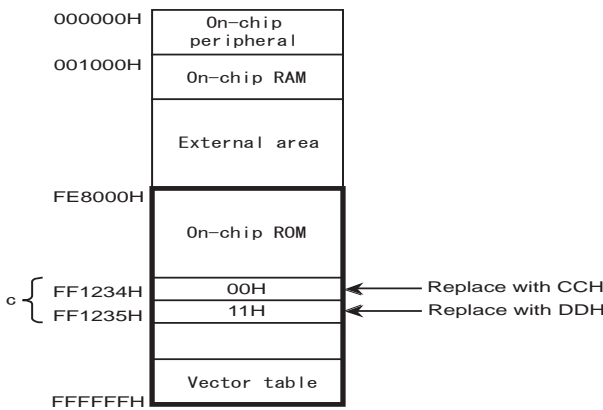 000000H
On-chip
peripheral
001000H
On-chip RAM
External area
FE8000H
On-chip ROM
c
FF1234H
00H
Replace with CCH
FF1235H
11H
Replace with DDH
Vector table
FFFFFFH